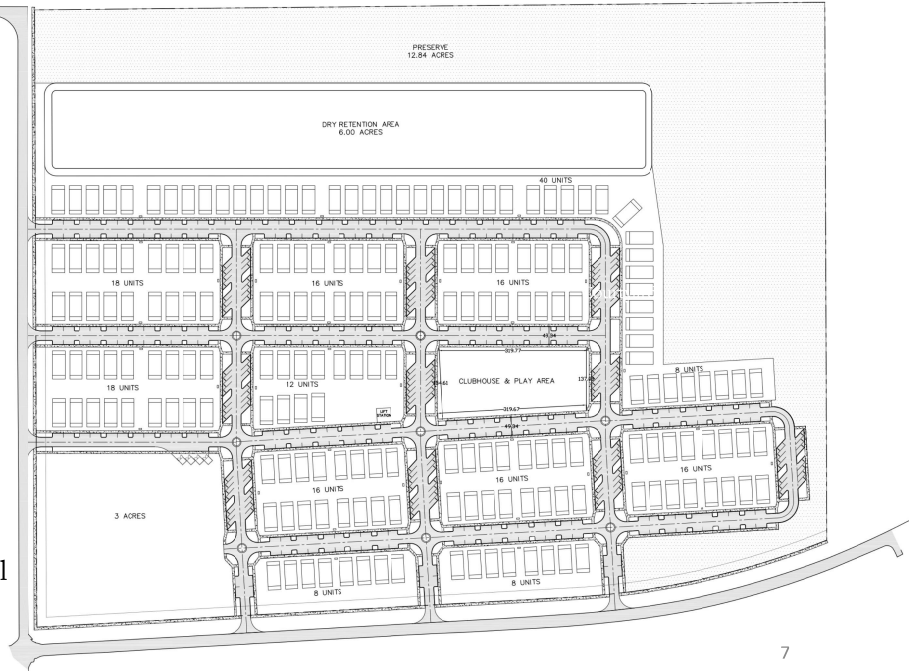 PRESERVE
12.84 ACRES
DRY RETENTION AREA
6.00 ACRES
40 UNITS
18 UNITS
16 UNITS
16 UNITS
319.77
18 UNITS
12 UNITS
LIFT
STATION
CLUBHOUSE & PLAY AREA
8 UNITS
319.67
49.34
16 UNITS
16 UNITS
16 UNITS
3 ACRES
8 UNITS
8 UNITS
l
7